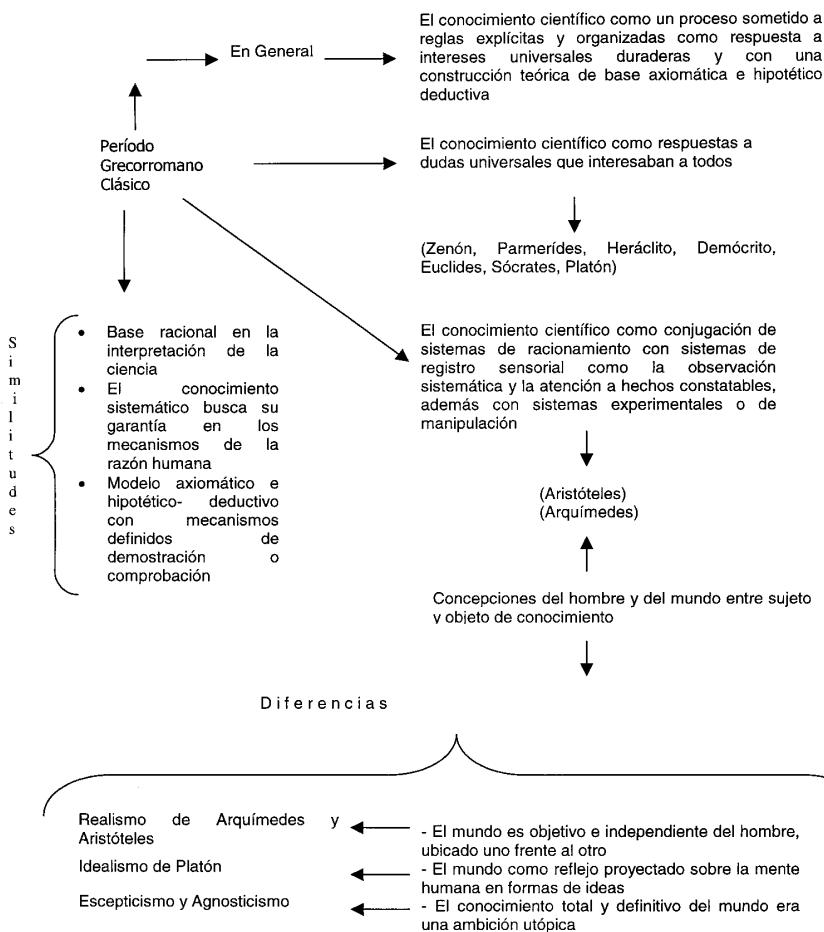 El conocimiento científico como un proceso sometido a
reglas explícitas y organizadas como respuesta a
intereses universales duraderas y con una
construcción teórica de base axiomática e hipotético
deductiva
En General
Período
Grecorromano
Clásico
El conocimiento científico como respuestas a
dudas universales que interesaban a todos
(Zenón, Parmerídes, Heráclito, Demócrito,
Euclides, Sócrates, Platón)
Similitudes
• Base racional en la
interpretación de la
ciencia
• El conocimiento
sistemático busca su
garantía en los
mecanismos de la
razón humana
• Modelo axiomático e
hipotético- deductivo
con mecanismos
definidos de
demostración o
comprobación
El conocimiento científico como conjugación de
sistemas de racionamiento con sistemas de
registro sensorial como la observación
sistemática y la atención a hechos constatables,
además con sistemas experimentales o de
manipulación
(Aristóteles)
(Arquímedes)
Concepciones del hombre y del mundo entre sujeto
y objeto de conocimiento
Diferencias
Realismo de Arquímedes y
Aristóteles
- El mundo es objetivo e independiente del hombre,
ubicado uno frente al otro
Idealismo de Platón
- El mundo como reflejo proyectado sobre la mente
humana en formas de ideas
Escepticismo y Agnosticismo
- El conocimiento total y definitivo del mundo era
una ambición utópica